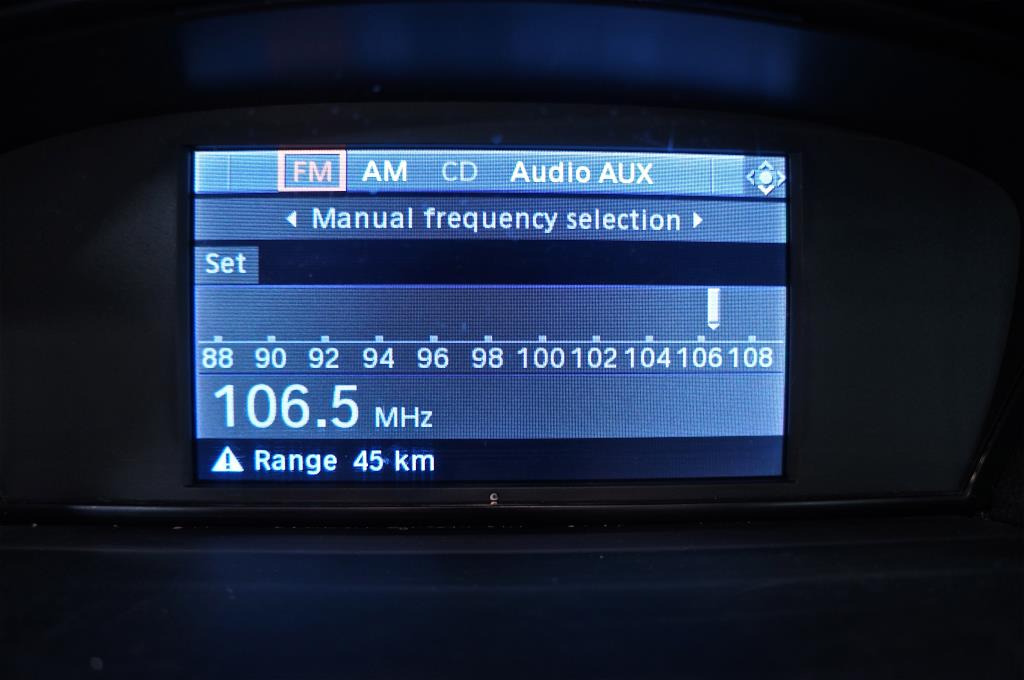 FM AM CD Audio AUX
Manual frequency selection
Set
88 90 92 94 96 98 100 102 104 106 108
106.5 MHz
Range 45 km